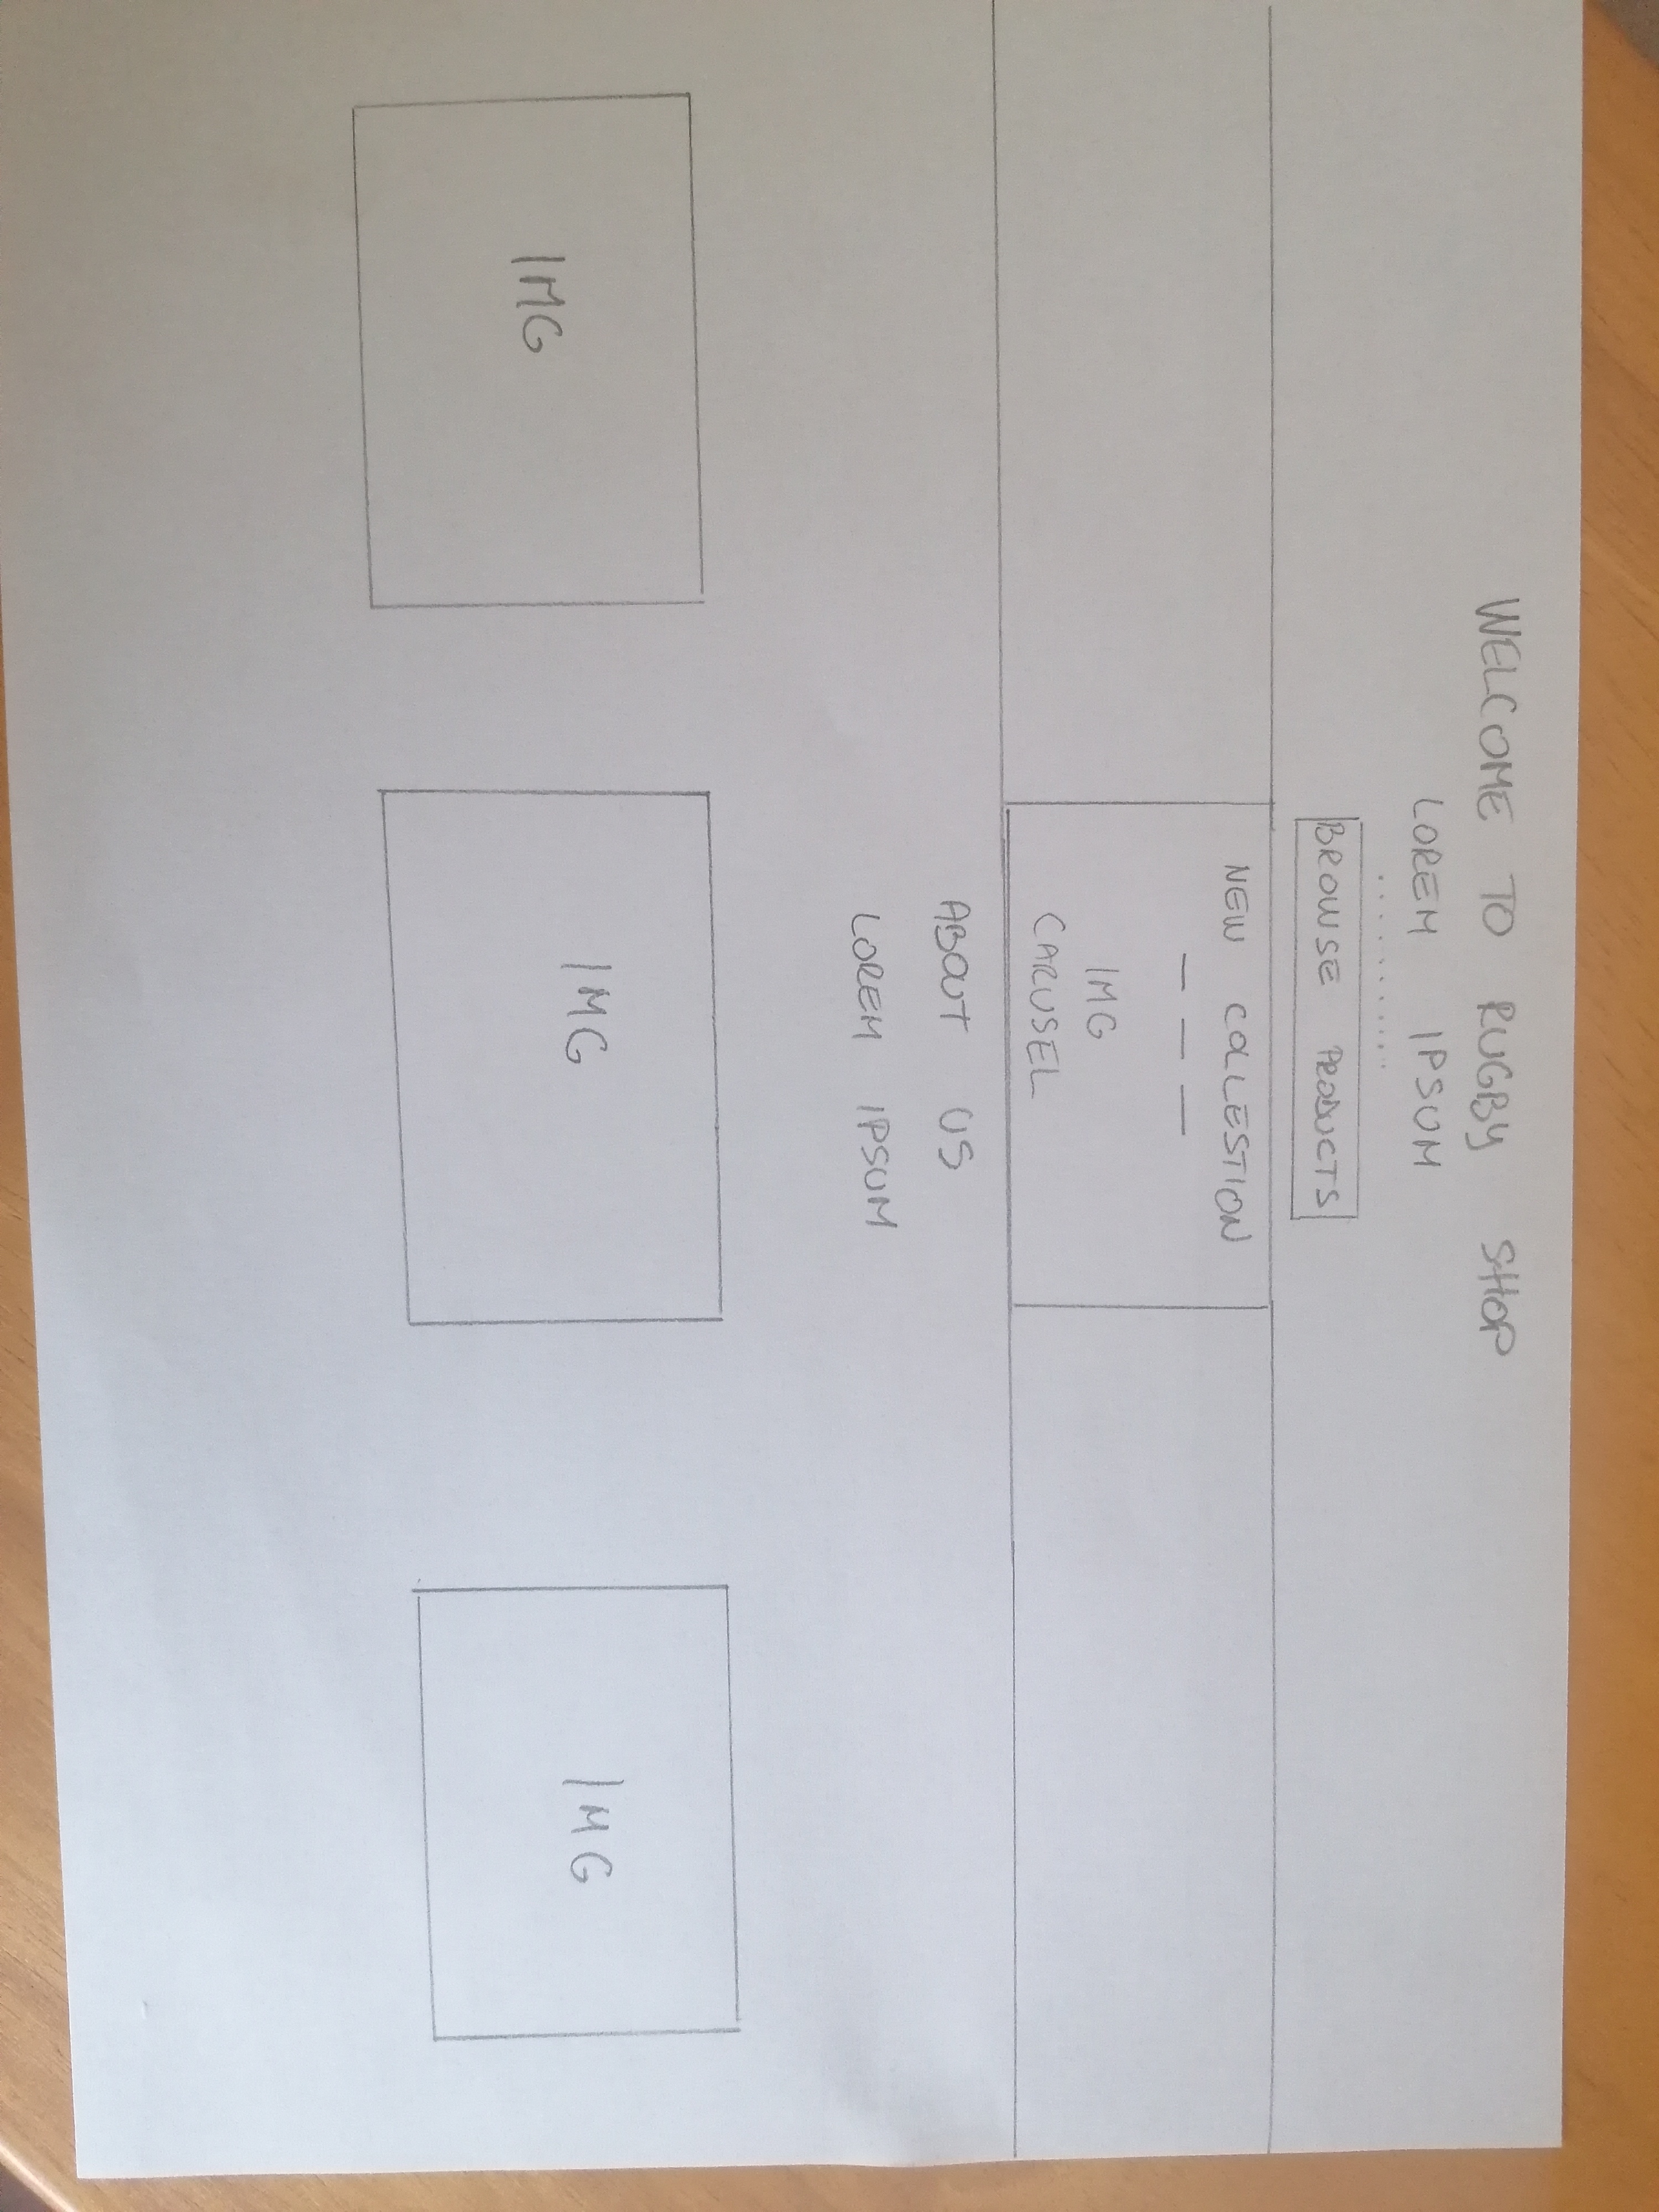 WELCOME TO RUGBY SHOP
LOREM IPSUM
..........
BROWSE PRODUCTS
NEW COLLESTION
— — —
IMG
CARUSEL
ABOUT US
LOREM IPSUM
IMG
IMG
IMG